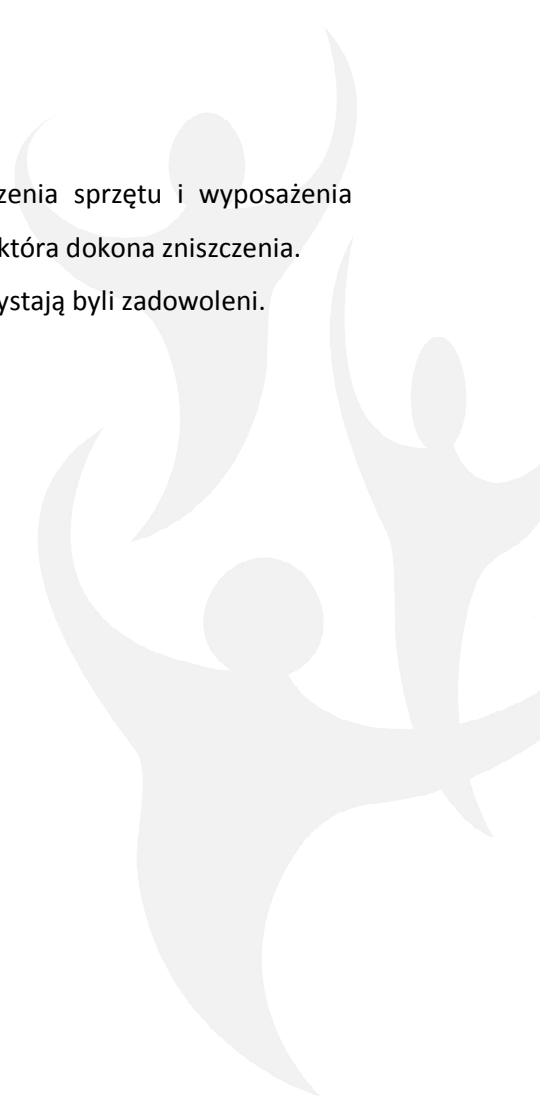 zenia sprzętu i wyposażenia
która dokona zniszczenia.
ystają byli zadowoleni.